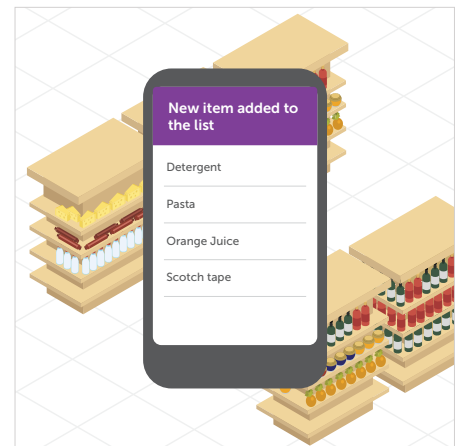 New item added to
the list
Detergent
Pasta
Orange Juice
Scotch tape